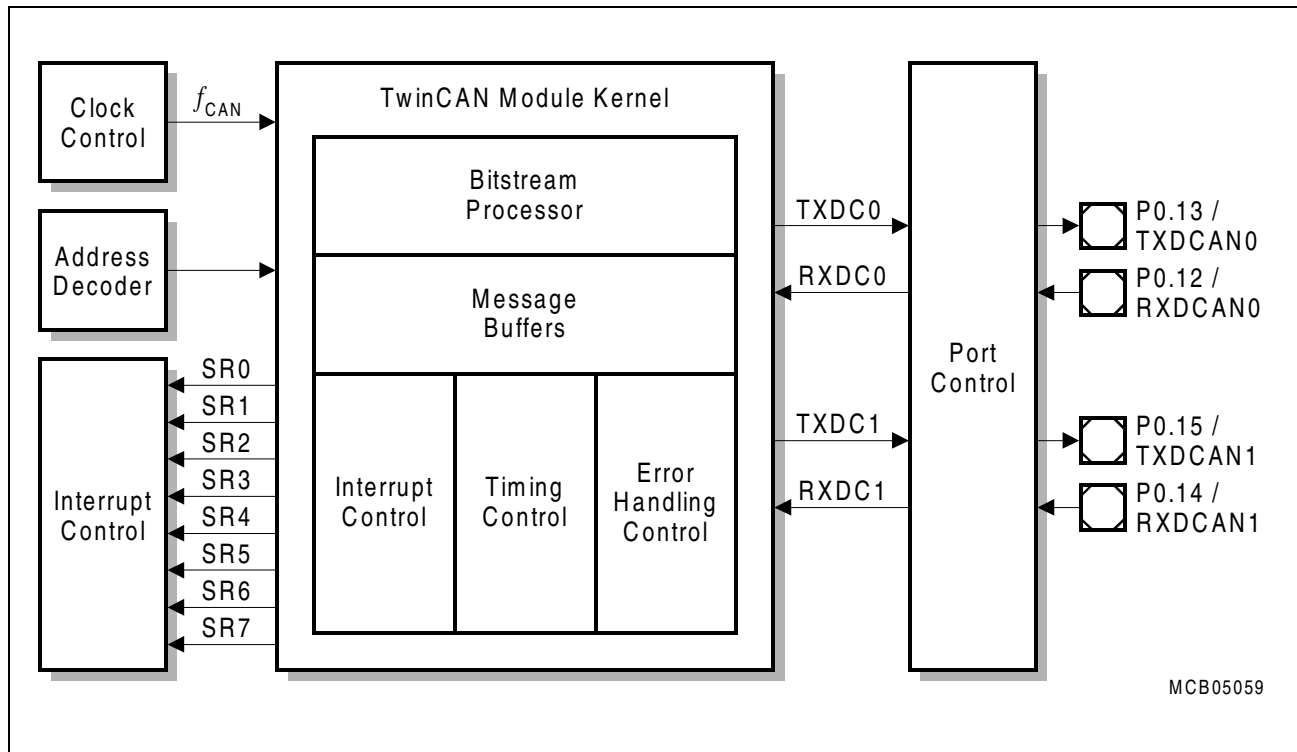 Clock
Control
fCAN
Address
Decoder
Interrupt
Control
SR0
SR1
SR2
SR3
SR4
SR5
SR6
SR7
TwinCAN Module Kernel
Bitstream
Processor
Message
Buffers
Interrupt
Control
Timing
Control
Error
Handling
Control
TXDC0
RXDC0
TXDC1
RXDC1
Port
Control
P0.13 /
TXDCAN0
P0.12 /
RXDCAN0
P0.15 /
TXDCAN1
P0.14 /
RXDCAN1
MCB05059